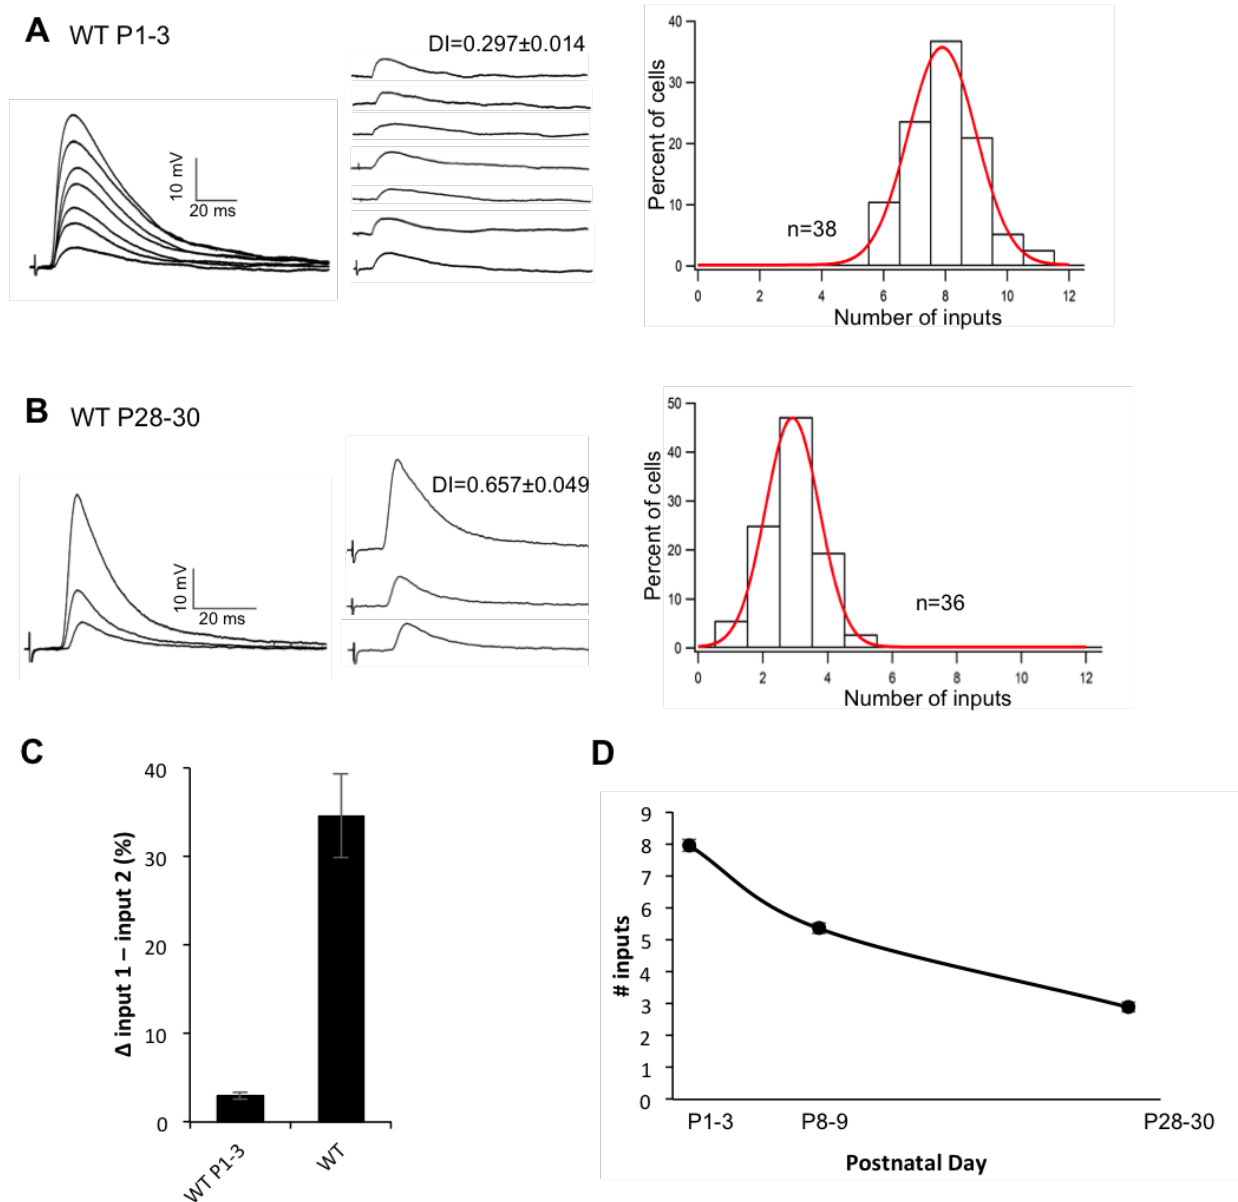 A
WT P1-3
DI=0.297±0.014
10 mV
20 ms
Percent of cells
40
30
20
10
0
n=38
0 2 4 6 8 10 12
Number of inputs
B
WT P28-30
DI=0.657±0.049
10 mV
20 ms
Percent of cells
50
40
30
20
10
0
n=36
0 2 4 6 8 10 12
Number of inputs
C
Δ input 1 – input 2 (%)
40
30
20
10
0
WT P1-3
WT
D
# inputs
9
8
7
6
5
4
3
2
1
0
P1-3 P8-9 P28-30
Postnatal Day